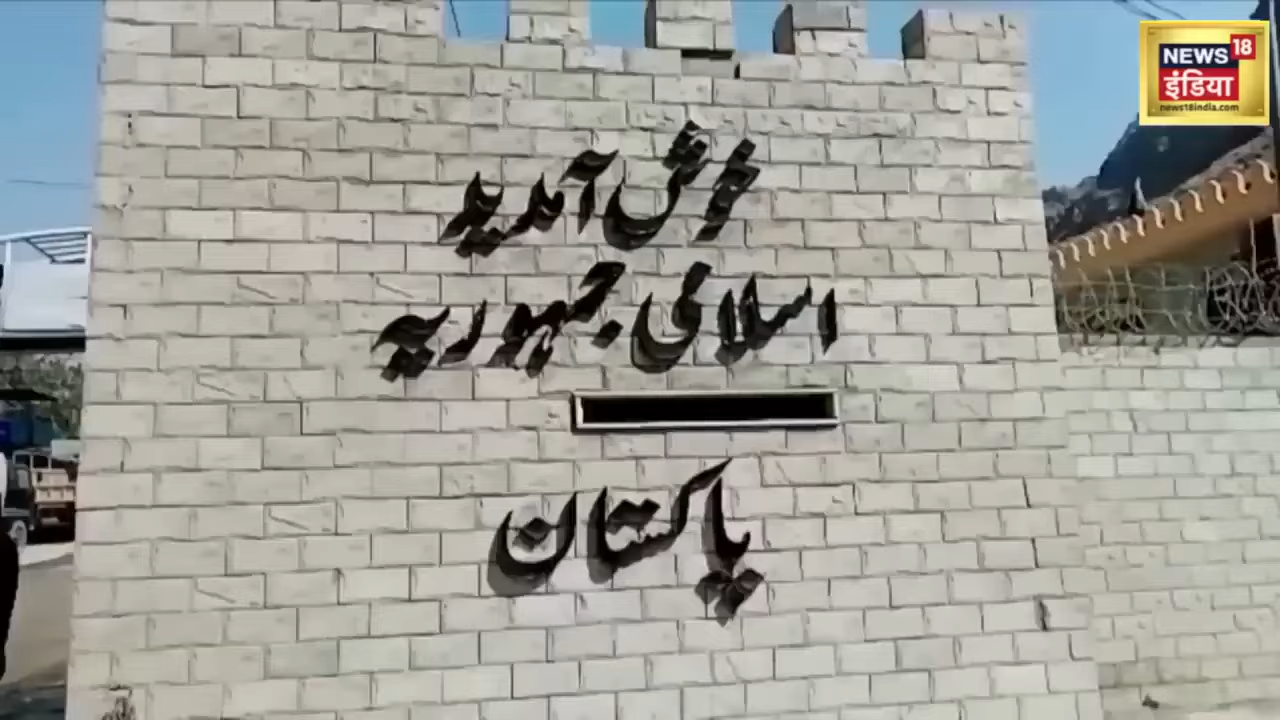 خوش آمدید
اسلامی جمہوریہ
پاکستان
NEWS 18
इंडिया
news18india.com